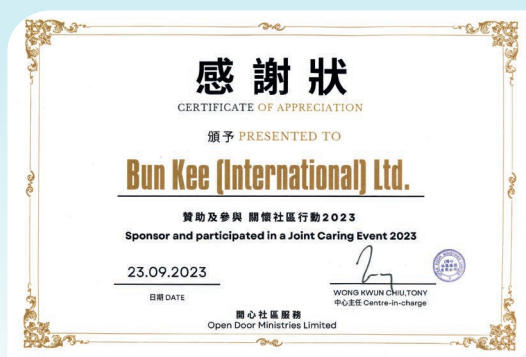 感謝狀
CERTIFICATE OF APPRECIATION
頒予 PRESENTED TO
Bun Kee (International) Ltd.
贊助及參與 關懷社區行動2023
Sponsor and participated in a Joint Caring Event 2023
23.09.2023
日期 DATE
WONG KWUN CHIU,TONY
中心主任 Centre-in-charge
開心社區服務
Open Door Ministries Limited